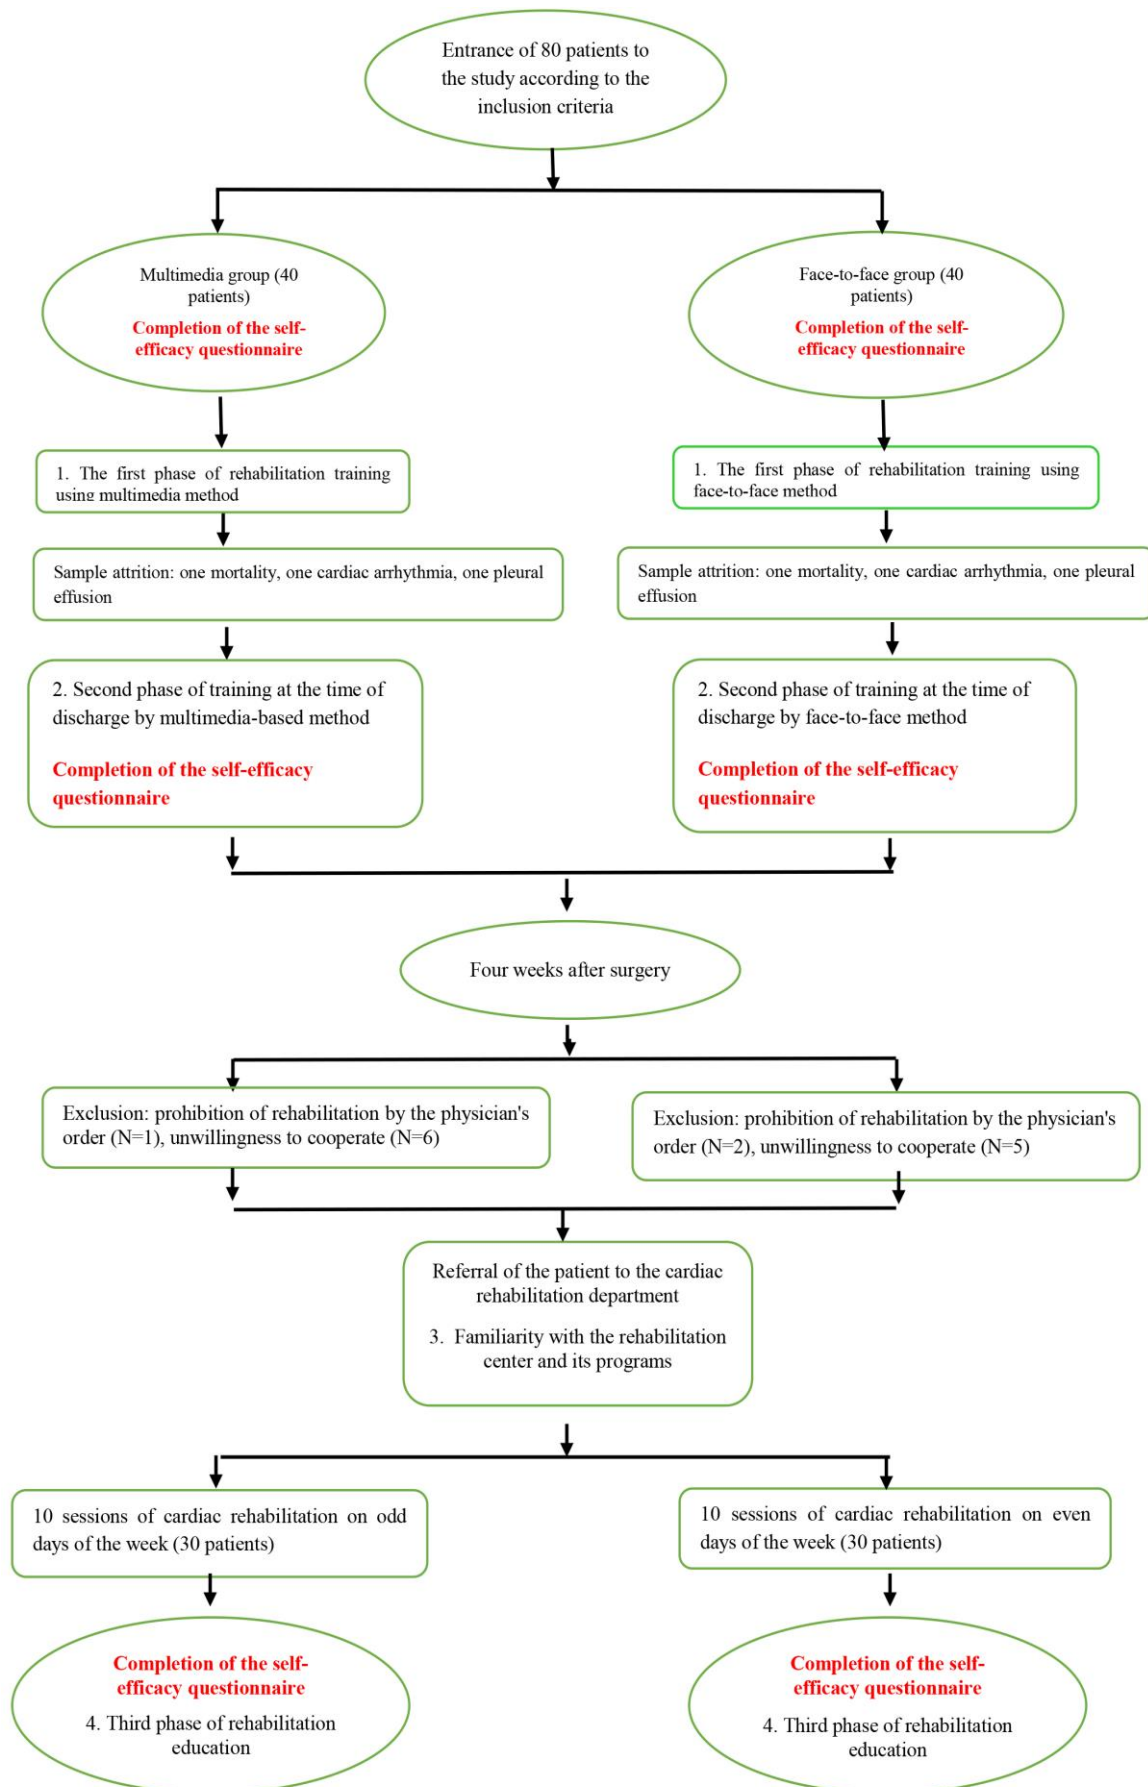 Entrance of 80 patients to
the study according to the
inclusion criteria
Multimedia group (40
patients)
Completion of the self-
efficacy questionnaire
Face-to-face group (40
patients)
Completion of the self-
efficacy questionnaire
1. The first phase of rehabilitation training
using multimedia method
1. The first phase of rehabilitation training using
face-to-face method
Sample attrition: one mortality, one cardiac arrhythmia, one pleural
effusion
Sample attrition: one mortality, one cardiac arrhythmia, one pleural
effusion
2. Second phase of training at the time of
discharge by multimedia-based method
Completion of the self-efficacy
questionnaire
2. Second phase of training at the time of
discharge by face-to-face method
Completion of the self-efficacy
questionnaire
Four weeks after surgery
Exclusion: prohibition of rehabilitation by the physician's
order (N=1), unwillingness to cooperate (N=6)
Exclusion: prohibition of rehabilitation by the physician's
order (N=2), unwillingness to cooperate (N=5)
Referral of the patient to the cardiac
rehabilitation department
3. Familiarity with the rehabilitation
center and its programs
10 sessions of cardiac rehabilitation on odd
days of the week (30 patients)
10 sessions of cardiac rehabilitation on even
days of the week (30 patients)
Completion of the self-
efficacy questionnaire
4. Third phase of rehabilitation
education
Completion of the self-
efficacy questionnaire
4. Third phase of rehabilitation
education